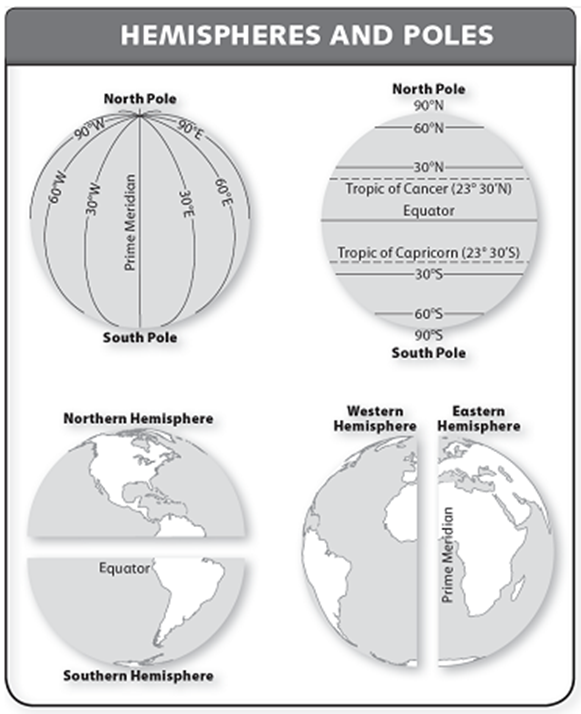 HEMISPHERES AND POLES
North Pole
90°W
90°E
60°W
30°W
Prime Meridian
30°E
60°E
South Pole
North Pole
90°N
60°N
30°N
Tropic of Cancer (23° 30'N)
Equator
Tropic of Capricorn (23° 30'S)
30°S
60°S
90°S
South Pole
Northern Hemisphere
Equator
Southern Hemisphere
Western
Hemisphere
Eastern
Hemisphere
Prime Meridian